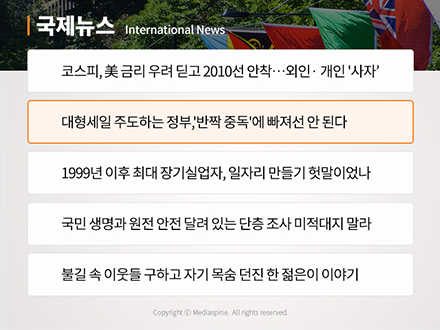 국제뉴스 International News
코스피, 美 금리 우려 딛고 2010선 안착…외인· 개인 '사자’
대형세일 주도하는 정부,'반짝 중독'에 빠져선 안 된다
1999년 이후 최대 장기실업자, 일자리 만들기 헛말이었나
국민 생명과 원전 안전 달려 있는 단층 조사 미적대지 말라
불길 속 이웃들 구하고 자기 목숨 던진 한 젊은이 이야기
Copyright ⓒ Mediaspine. All rights reserved.